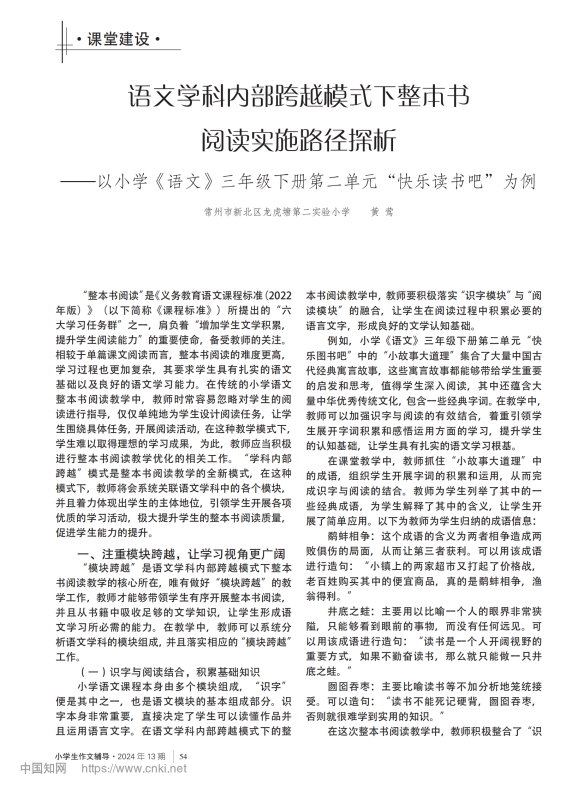 ·课堂建设·
语文学科内部跨越模式下整本书
阅读实施路径探析
——以小学《语文》三年级下册第二单元“快乐读书吧”为例
常州市新北区龙虎塘第二实验小学 黄 莺
“整本书阅读”是《义务教育语文课程标准(2022
年版)》（以下简称《课程标准》）所提出的“六
大学习任务群”之一，肩负着“增加学生文学积累，
提升学生阅读能力”的重要使命，备受教师的关注。
相较于单篇课文阅读而言，整本书阅读的难度更高，
学习过程也更加复杂，其要求学生具有扎实的语文
基础以及良好的语文学习能力。在传统的小学语文
整本书阅读教学中，教师时常容易忽略对学生的阅
读进行指导，仅仅单纯地为学生设计阅读任务，让学
生围绕具体任务，开展阅读活动，在这种教学模式下，
学生难以取得理想的学习成果，为此，教师应当积极
进行整本书阅读教学优化的相关工作。“学科内部
跨越”模式是整本书阅读教学的全新模式，在这种
模式下，教师将会系统关联语文学科中的各个模块，
并且着力体现出学生的主体地位，引领学生开展各项
优质的学习活动，极大提升学生的整本书阅读质量，
促进学生能力的提升。
一、注重模块跨越，让学习视角更广阔
“模块跨越”是语文学科内部跨越模式下整本
书阅读教学的核心所在，唯有做好“模块跨越”的教
学工作，教师才能够带领学生有序开展整本书阅读，
并且从书籍中吸收足够的文学知识，让学生形成语
文学习所必需的能力。在教学中，教师可以系统分
析语文学科的模块组成，并且落实相应的“模块跨越”
工作。
（一）识字与阅读结合，积累基础知识
小学语文课程本身由多个模块组成，“识字”
便是其中之一，也是语文模块的基本组成部分。识
字本身非常重要，直接决定了学生可以读懂作品并
且运用语言文字。在语文学科内部跨越模式下的整
本书阅读教学中，教师要积极落实“识字模块”与“阅
读模块”的融合，让学生在阅读过程中积累必要的
语言文字，形成良好的文学认知基础。
例如，小学《语文》三年级下册第二单元“快
乐图书吧”中的“小故事大道理”集合了大量中国古
代经典寓言故事，这些寓言故事都能够带给学生重要
的启发和思考，值得学生深入阅读，其中还蕴含大
量中华优秀传统文化，包含一些经典字词。在教学中，
教师可以加强识字与阅读的有效结合，着重引领学
生展开字词积累和感悟运用方面的学习，提升学生
的认知基础，让学生具有扎实的语文学习根基。
在课堂教学中，教师抓住“小故事大道理”中
的成语，组织学生开展字词的积累和运用，从而完
成识字与阅读的结合。教师为学生列举了其中的一
些经典成语，为学生解释了其中的含义，让学生开
展了简单应用。以下为教师为学生归纳的成语信息：
鹬蚌相争：这个成语的含义为两者相争造成两
败俱伤的局面，从而让第三者获利。可以用该成语
进行造句：“小镇上的两家超市又打起了价格战，
老百姓购买其中的便宜商品，真的是鹬蚌相争，渔
翁得利。”
井底之蛙：主要用以比喻一个人的眼界非常狭
隘，只能够看到眼前的事物，而没有任何远见。可
以用该成语进行造句：“读书是一个人开阔视野的
重要方式，如果不勤奋读书，那么就只能做一只井
底之蛙。”
囫囵吞枣：主要比喻读书等不加分析地笼统接
受。可以造句：“读书不能死记硬背，囫囵吞枣，
否则就很难学到实用的知识。”
在这次整本书阅读教学中，教师积极整合了“识
小学生作文辅导·2024年13期 54
中国知网 https://www.cnki.net